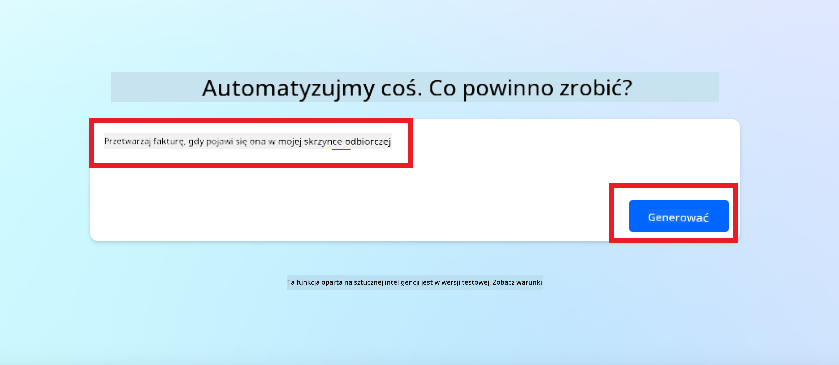 Automatyzujmy coś. Co powinno zrobić?
Przetwarzaj fakturę, gdy pojawi się ona w mojej skrzynce odbiorczej
Generować
Ta funkcja oparta na sztucznej inteligencji jest w wersji testowej. Zobacz warunki